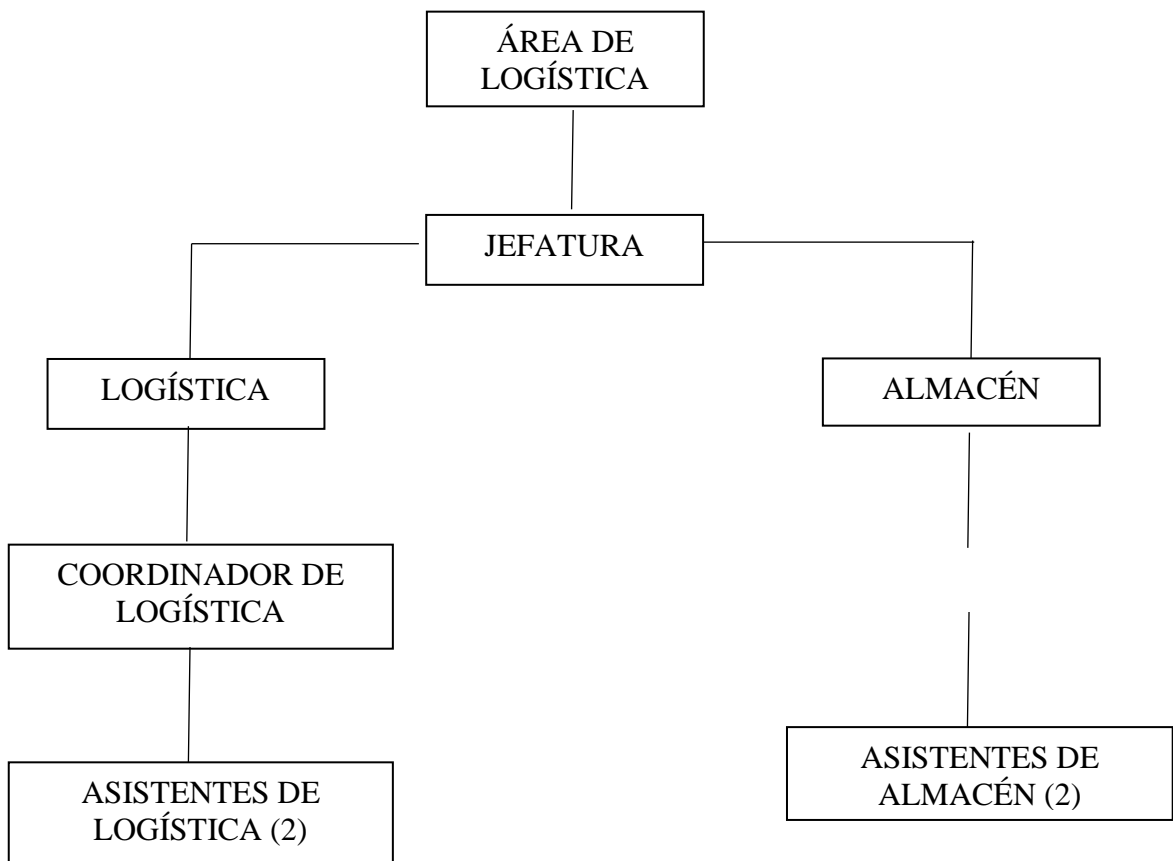 ÁREA DE
LOGÍSTICA
JEFATURA
LOGÍSTICA
ALMACÉN
COORDINADOR DE
LOGÍSTICA
ASISTENTES DE
ALMACÉN (2)
ASISTENTES DE
LOGÍSTICA (2)